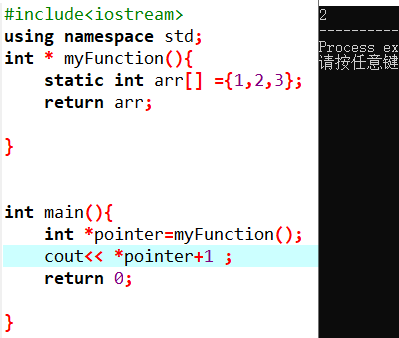 #include<iostream>
using namespace std;
int * myFunction(){
static int arr[] ={1,2,3};
return arr;
}
int main(){
int *pointer=myFunction();
cout<< *pointer+1 ;
return 0;
}
2
----------
Process ex
请按任意键